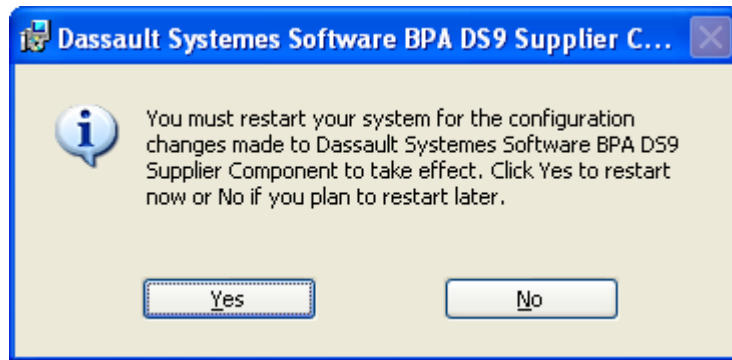 Dassault Systemes Software BPA DS9 Supplier C...
You must restart your system for the configuration
changes made to Dassault Systemes Software BPA DS9
Supplier Component to take effect. Click Yes to restart
now or No if you plan to restart later.
Yes
No